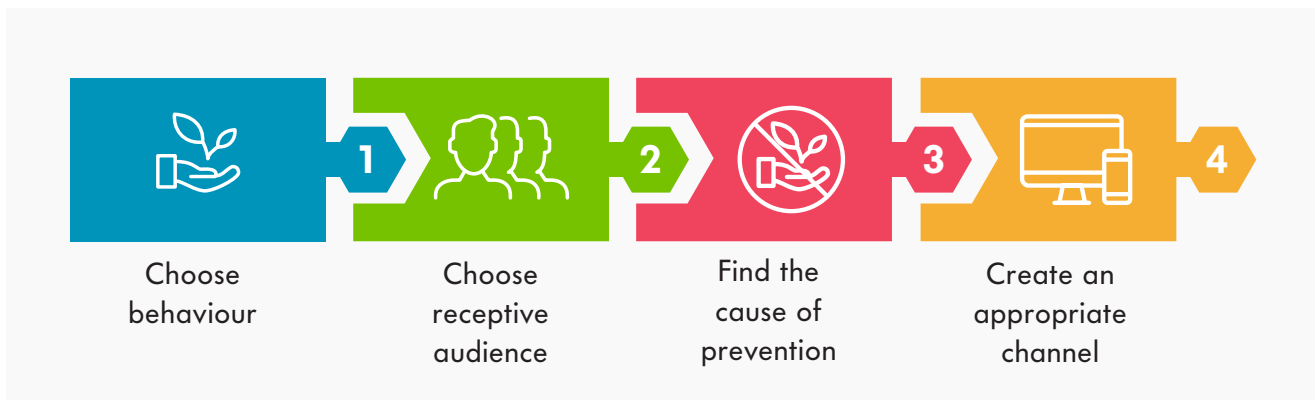 1
2
3
4
Choose
behaviour
Choose
receptive
audience
Find the
cause of
prevention
Create an
appropriate
channel